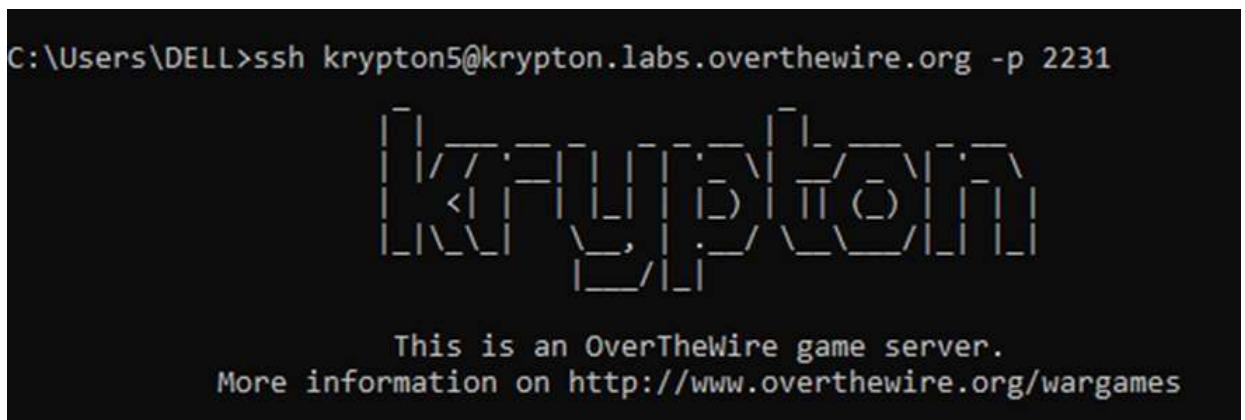 C:\Users\DELL>ssh krypton5@krypton.labs.overthewire.org -p 2231
krypton
This is an OverTheWire game server.
More information on http://www.overthewire.org/wargames